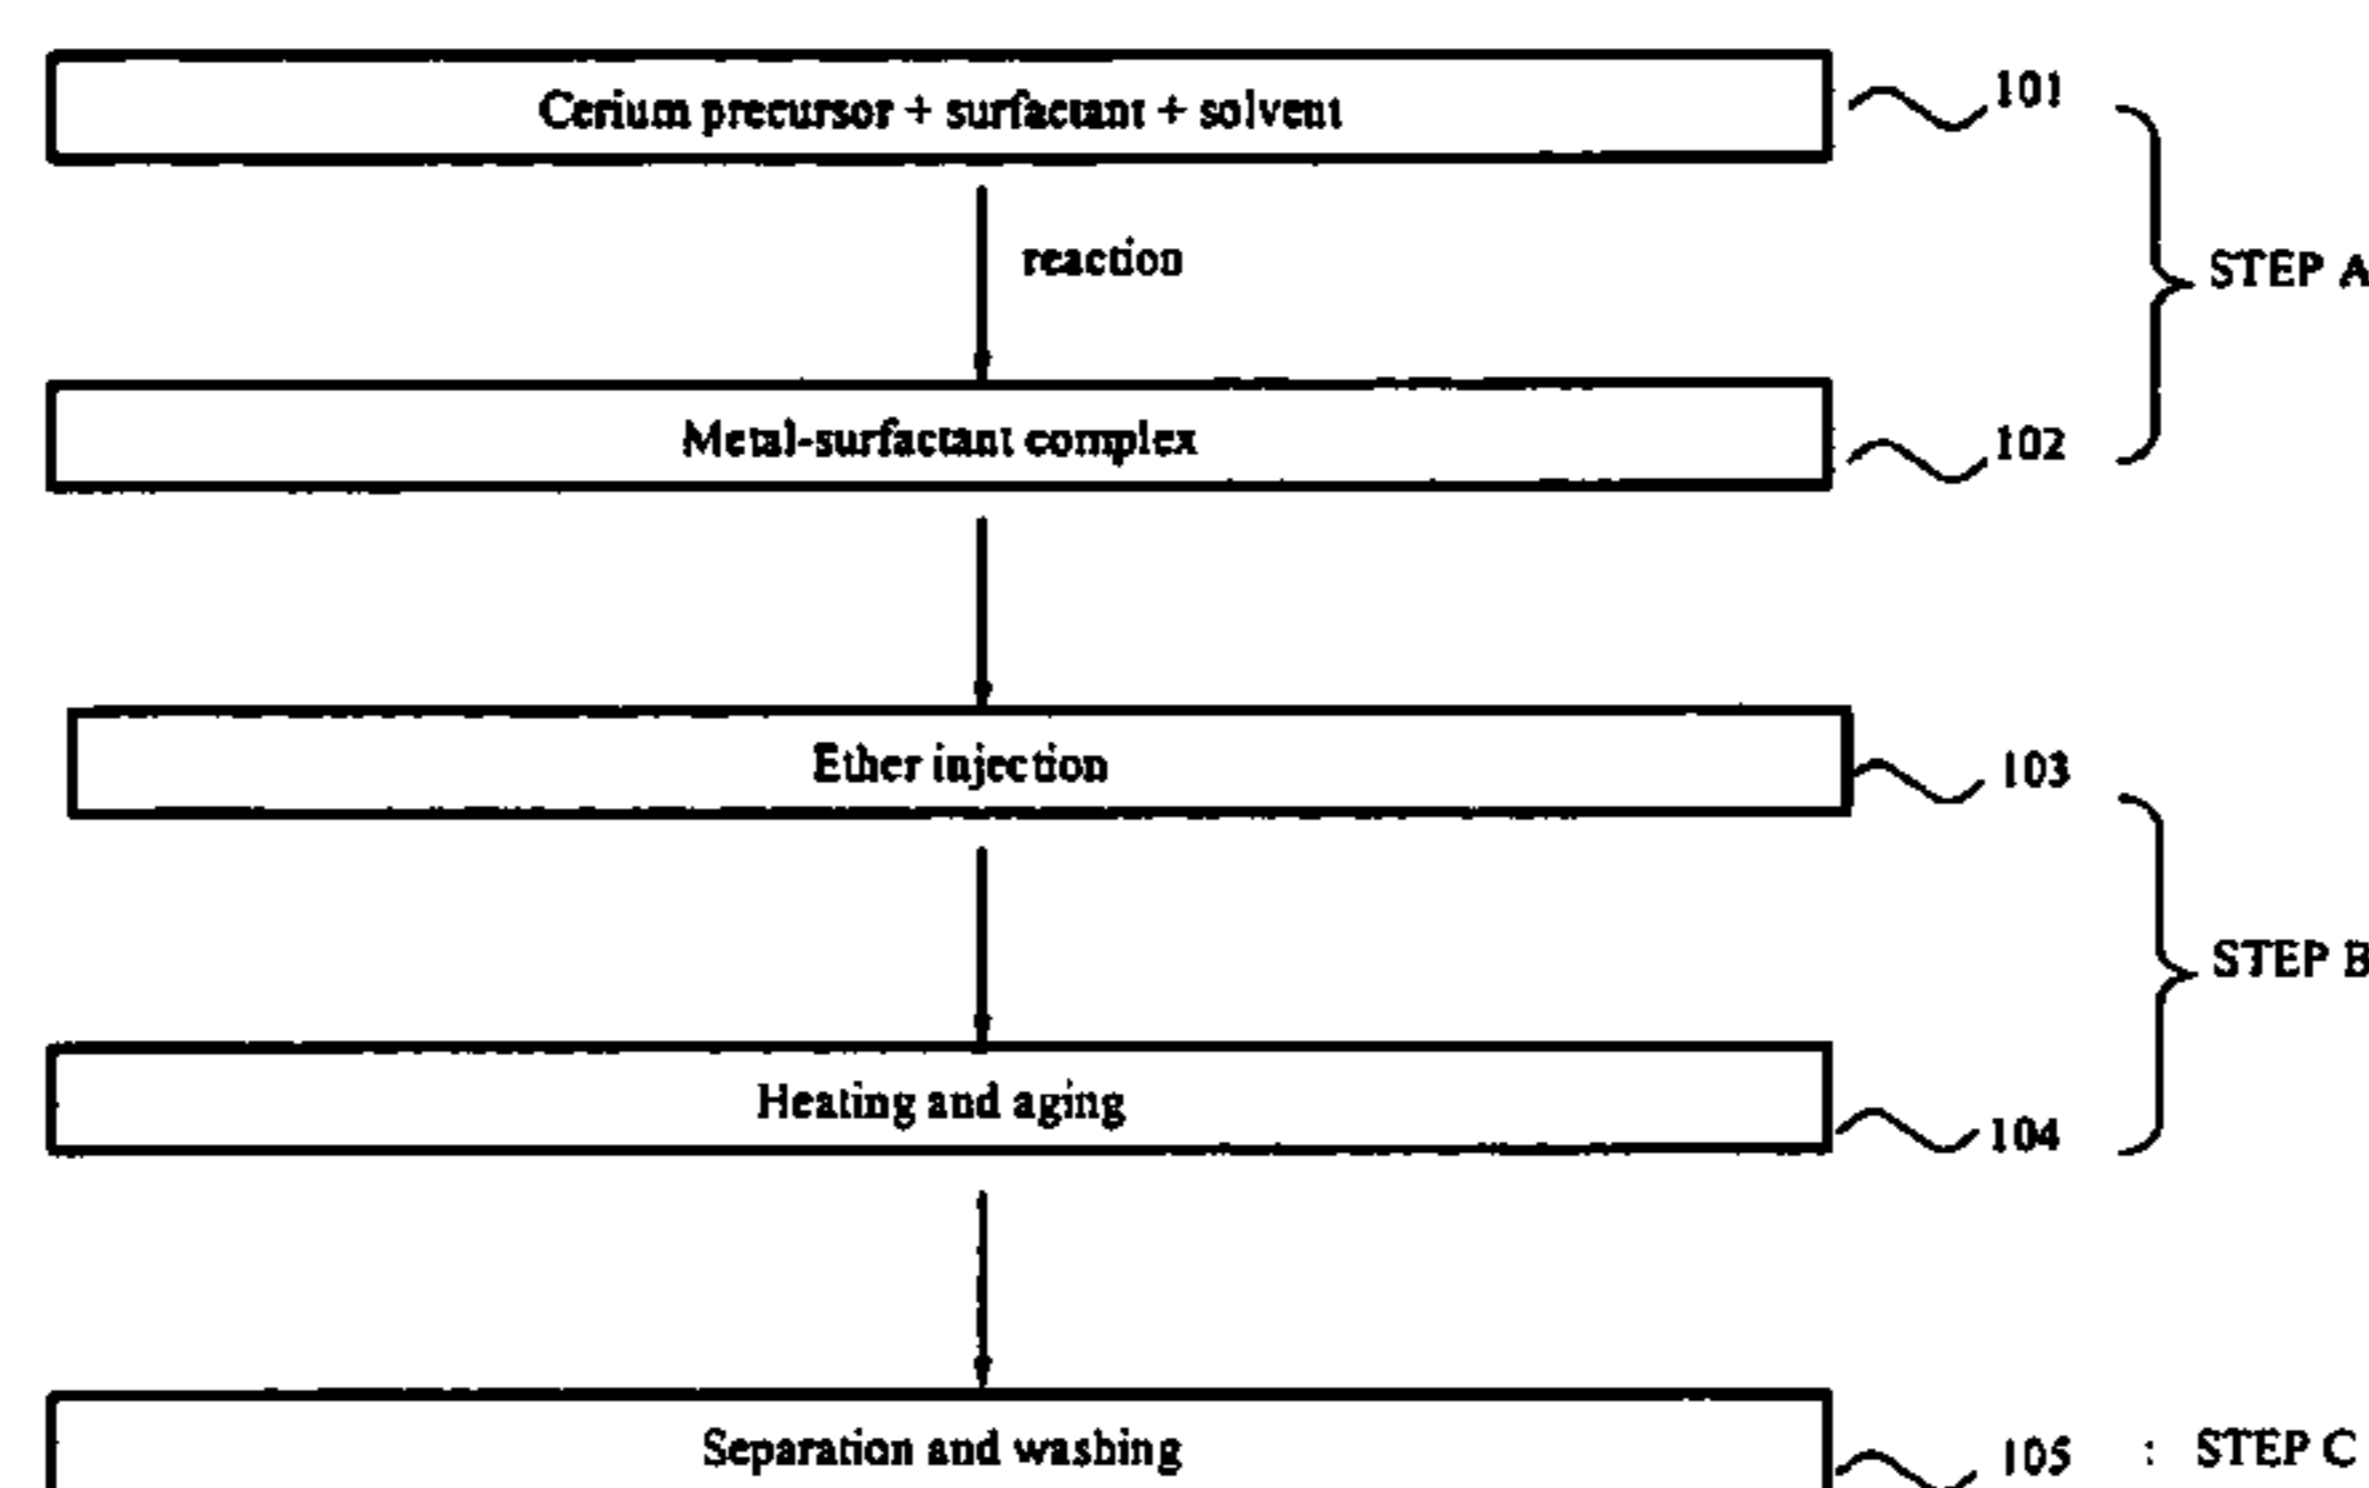 Cerium precursor + surfactant + solvent
101
reaction
STEP A
Metal-surfactant complex
102
Ether injection
103
STEP B
Heating and aging
104
Separation and washing
105 : STEP C